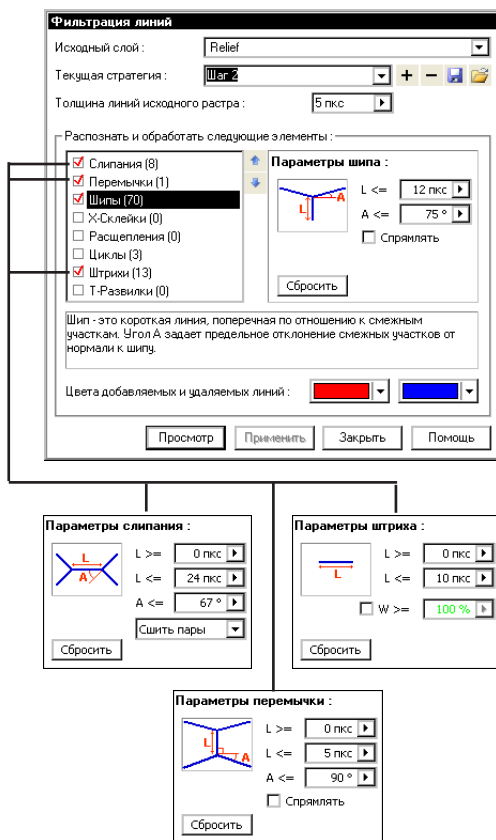 Фильтрация линий
Исходный слой : Relief
Текущая стратегия : Шаг 2
Толщина линий исходного растра : 5 пкс
Распознать и обработать следующие элементы :
Слипания (8)
Перемычки (1)
Шипы (70)
X-Склейки (0)
Расщепления (0)
Циклы (3)
Штрихи (13)
Т-Развилки (0)
Параметры шипа :
L A
L <= 12 пкс
A <= 75 °
Спрямлять
Сбросить
Шип - это короткая линия, поперечная по отношению к смежным
участкам. Угол А задает предельное отклонение смежных участков от
нормали к шипу.
Цвета добавляемых и удаляемых линий :
Просмотр Применить Закрыть Помощь
Параметры слипания :
L A
L >= 0 пкс
L <= 24 пкс
A <= 67 °
Сшить пары
Сбросить
Параметры штриха :
L
L >= 0 пкс
L <= 10 пкс
W >= 100 %
Сбросить
Параметры перемычки :
L A
L >= 0 пкс
L <= 5 пкс
A <= 90 °
Спрямлять
Сбросить